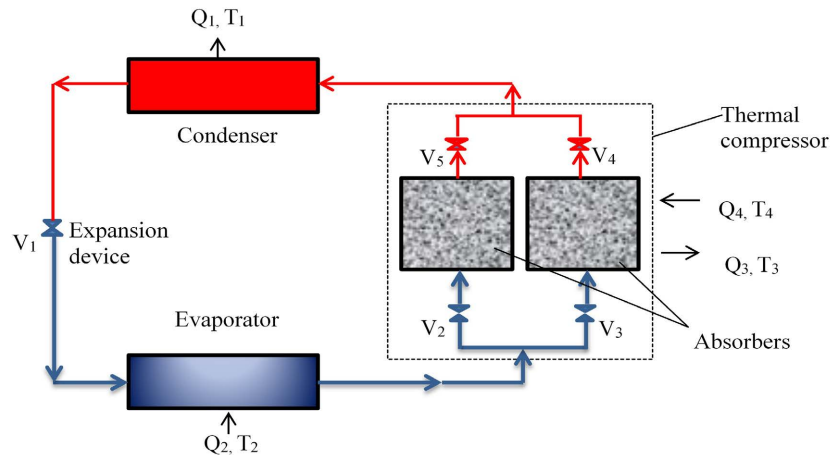 Q₁, T₁
Condenser
Thermal
compressor
V₅
V₄
Q₄, T₄
Q₃, T₃
V₁
Expansion
device
Evaporator
V₂
V₃
Absorbers
Q₂, T₂